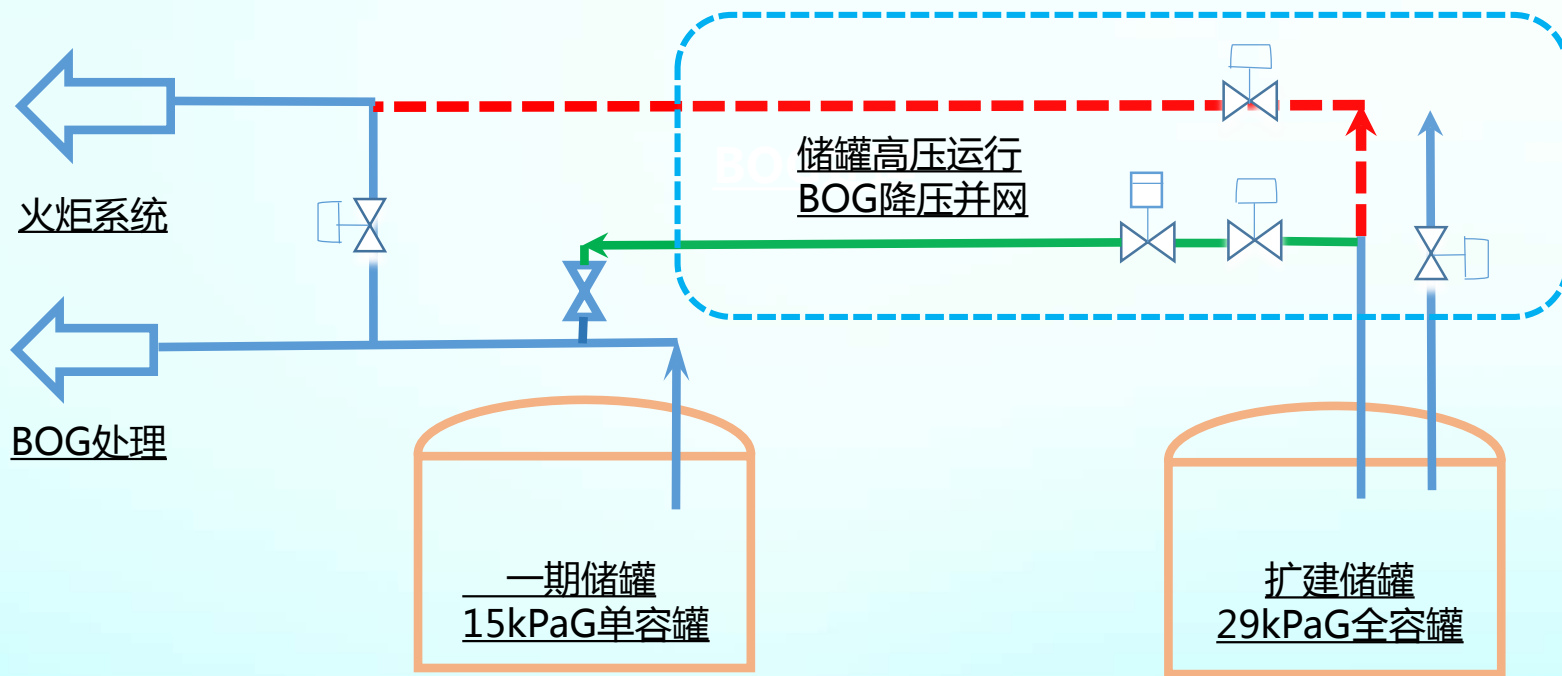 储罐高压运行
BOG降压并网
火炬系统
BOG处理
一期储罐
15kPaG单容罐
扩建储罐
29kPaG全容罐